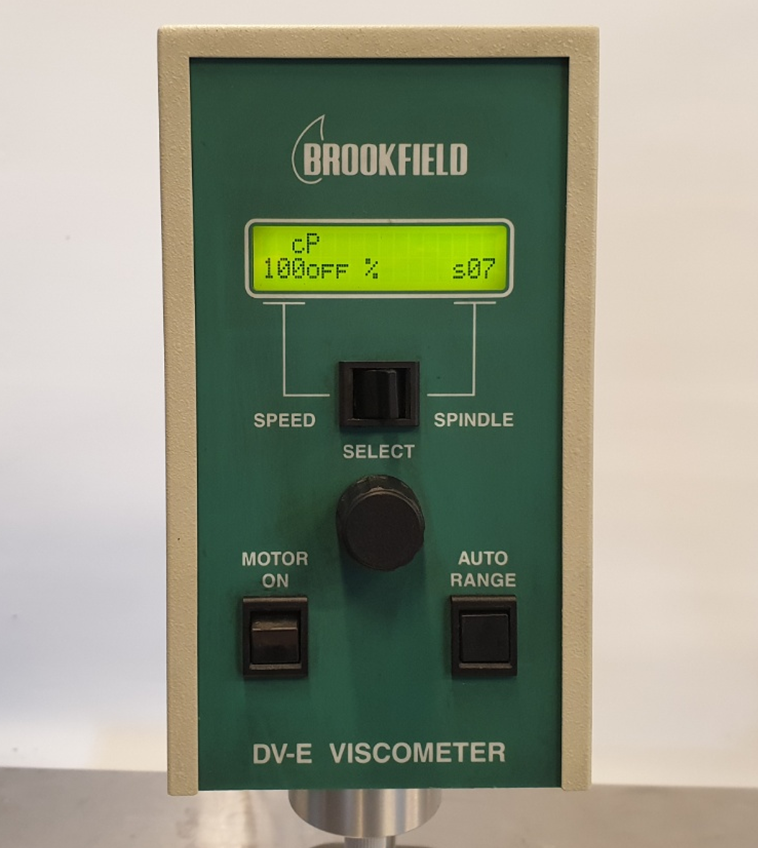 BROOKFIELD
cP
100OFF % s07
SPEED SPINDLE
SELECT
MOTOR
ON
AUTO
RANGE
DV-E VISCOMETER